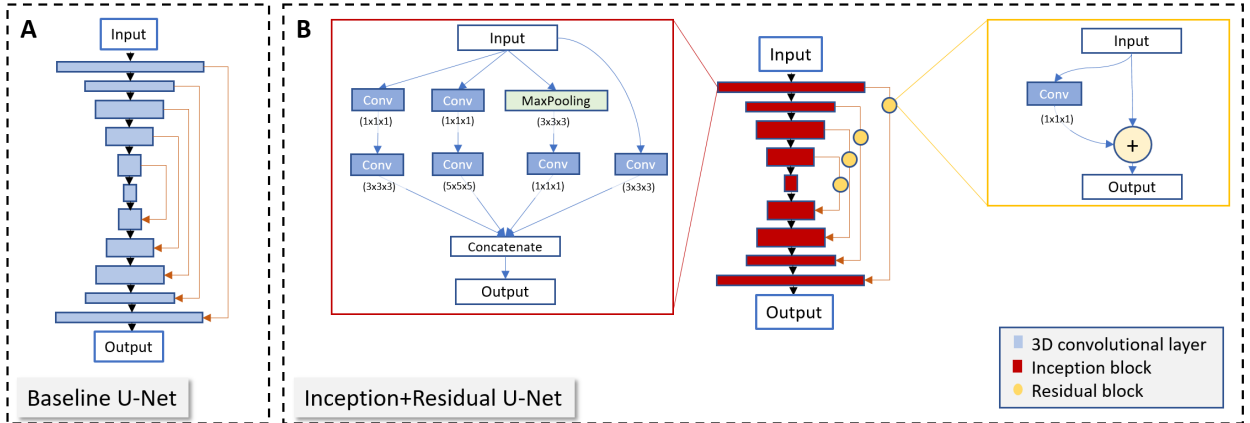 A
Input
Output
Baseline U-Net
B
Input
Conv
Conv
MaxPooling
(1x1x1)
(1x1x1)
(3x3x3)
Conv
Conv
Conv
Conv
(3x3x3)
(5x5x5)
(1x1x1)
(3x3x3)
Concatenate
Output
Input
Output
Input
Conv
(1x1x1)
+
Output
3D convolutional layer
Inception block
Residual block
Inception+Residual U-Net